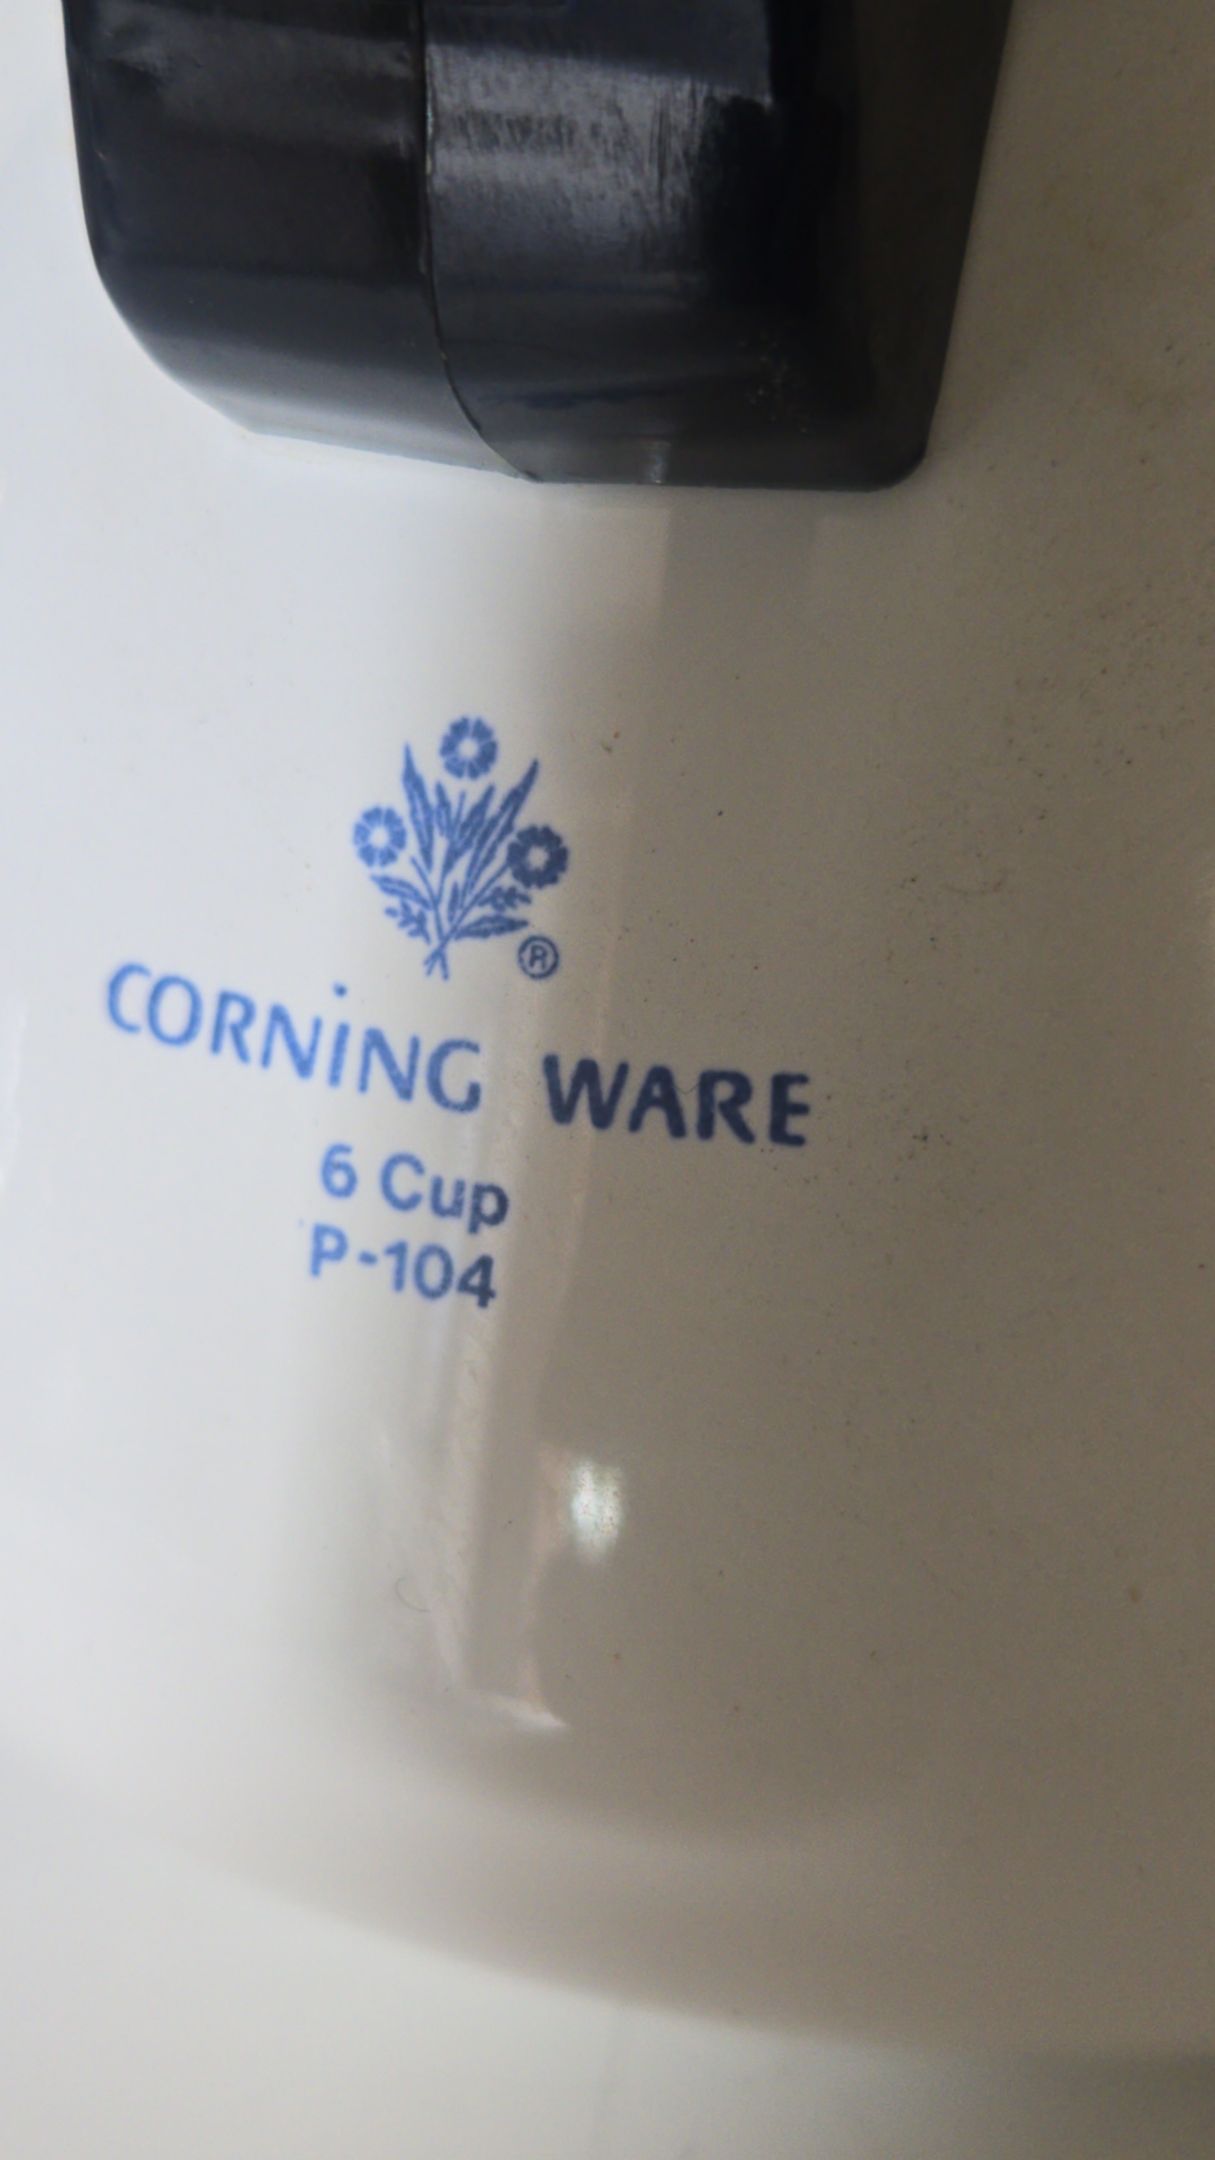 ®
CORNiNG WARE
6 Cup
P-104